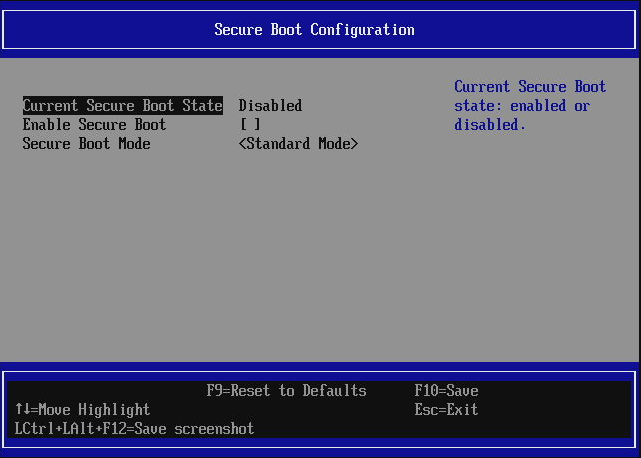 Secure Boot Configuration
Current Secure Boot State Disabled
Enable Secure Boot [ ]
Secure Boot Mode <Standard Mode>
Current Secure Boot
state: enabled or
disabled.
F9=Reset to Defaults F10=Save
↑↓=Move Highlight Esc=Exit
LCtrl+LAlt+F12=Save screenshot